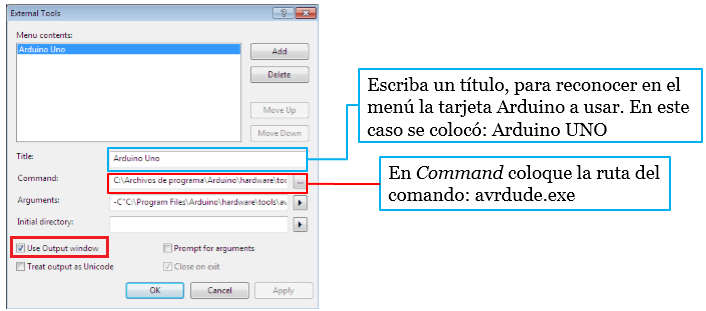 External Tools
Menu contents:
Arduino Uno
Add
Delete
Move Up
Move Down
Escriba un título, para reconocer en el
menú la tarjeta Arduino a usar. En este
caso se colocó: Arduino UNO
Title:
Arduino Uno
Command:
C:\Archivos de programa\Arduino\hardware\too
...
En Command coloque la ruta del
comando: avrdude.exe
Arguments:
-C"C:\Program Files\Arduino\hardware\tools\av
Initial directory:
Use Output window
Prompt for arguments
Treat output as Unicode
Close on exit
OK
Cancel
Apply